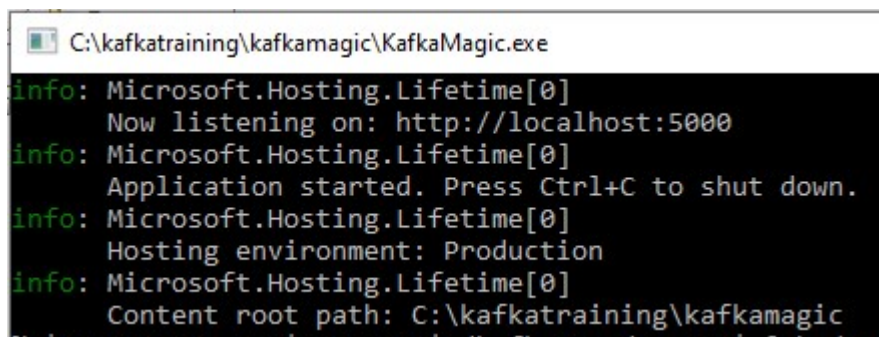 C:\kafkatraining\kafkamagic\KafkaMagic.exe
info: Microsoft.Hosting.Lifetime[0]
Now listening on: http://localhost:5000
info: Microsoft.Hosting.Lifetime[0]
Application started. Press Ctrl+C to shut down.
info: Microsoft.Hosting.Lifetime[0]
Hosting environment: Production
info: Microsoft.Hosting.Lifetime[0]
Content root path: C:\kafkatraining\kafkamagic